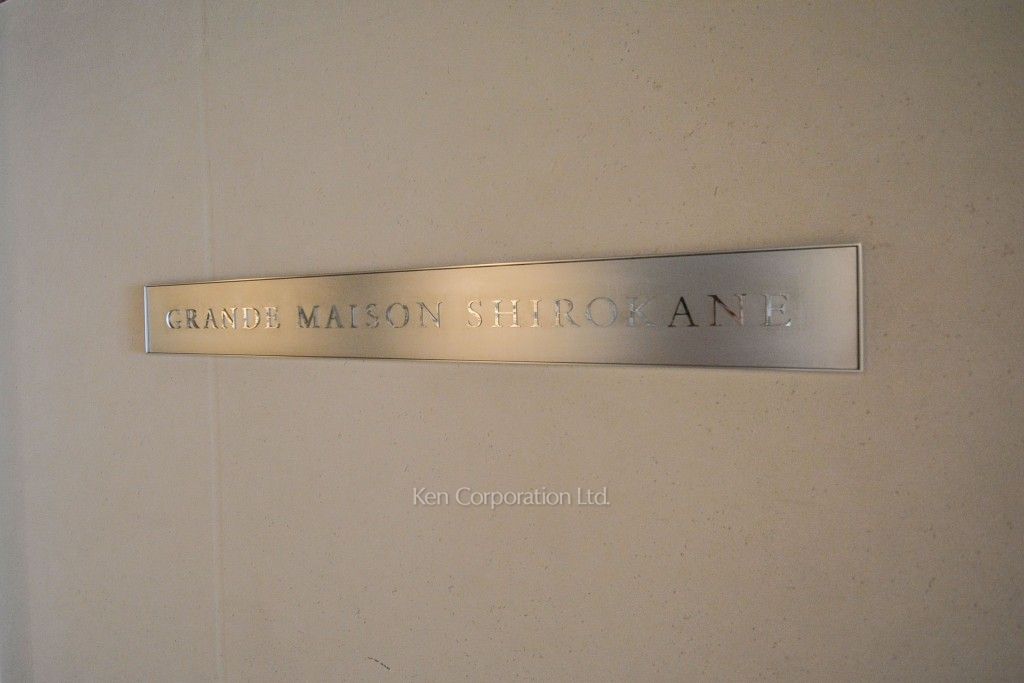 GRANDE MAISON SHIROKANE
Ken Corporation Ltd.